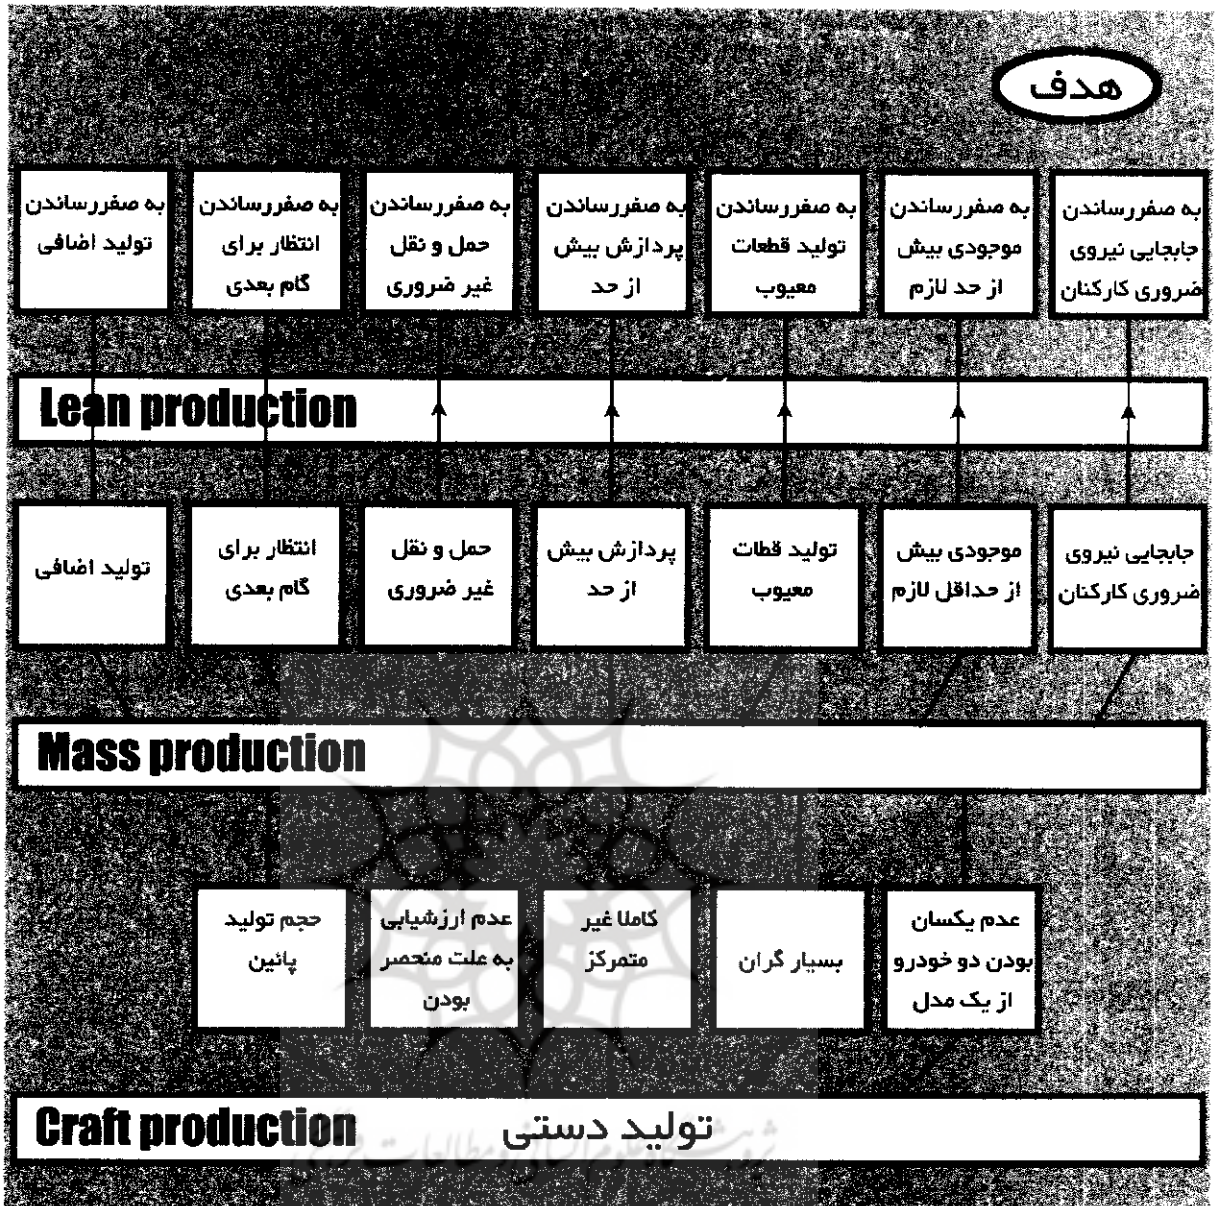 هدف
به صفررساندن
جابجایی نیروی
ضروری کارکنان
به صفررساندن
موجودی بیش
از حد لازم
به صفررساندن
تولید قطعات
معیوب
به صفررساندن
پردازش بیش
از حد
به صفررساندن
حمل و نقل
غیر ضروری
به صفررساندن
انتظار برای
گام بعدی
به صفررساندن
تولید اضافی
Lean production
جابجایی نیروی
ضروری کارکنان
موجودی بیش
از حداقل لازم
تولید قطات
معیوب
پردازش بیش
از حد
حمل و نقل
غیر ضروری
انتظار برای
گام بعدی
تولید اضافی
Mass production
عدم یکسان
بودن دو خودرو
از یک مدل
بسیار گران
کاملا غیر
متمرکز
عدم ارزشیابی
به علت منحصر
بودن
حجم تولید
پائین
Craft production تولید دستی
پژوهشگاه علوم انسانی و مطالعات فرهنگی